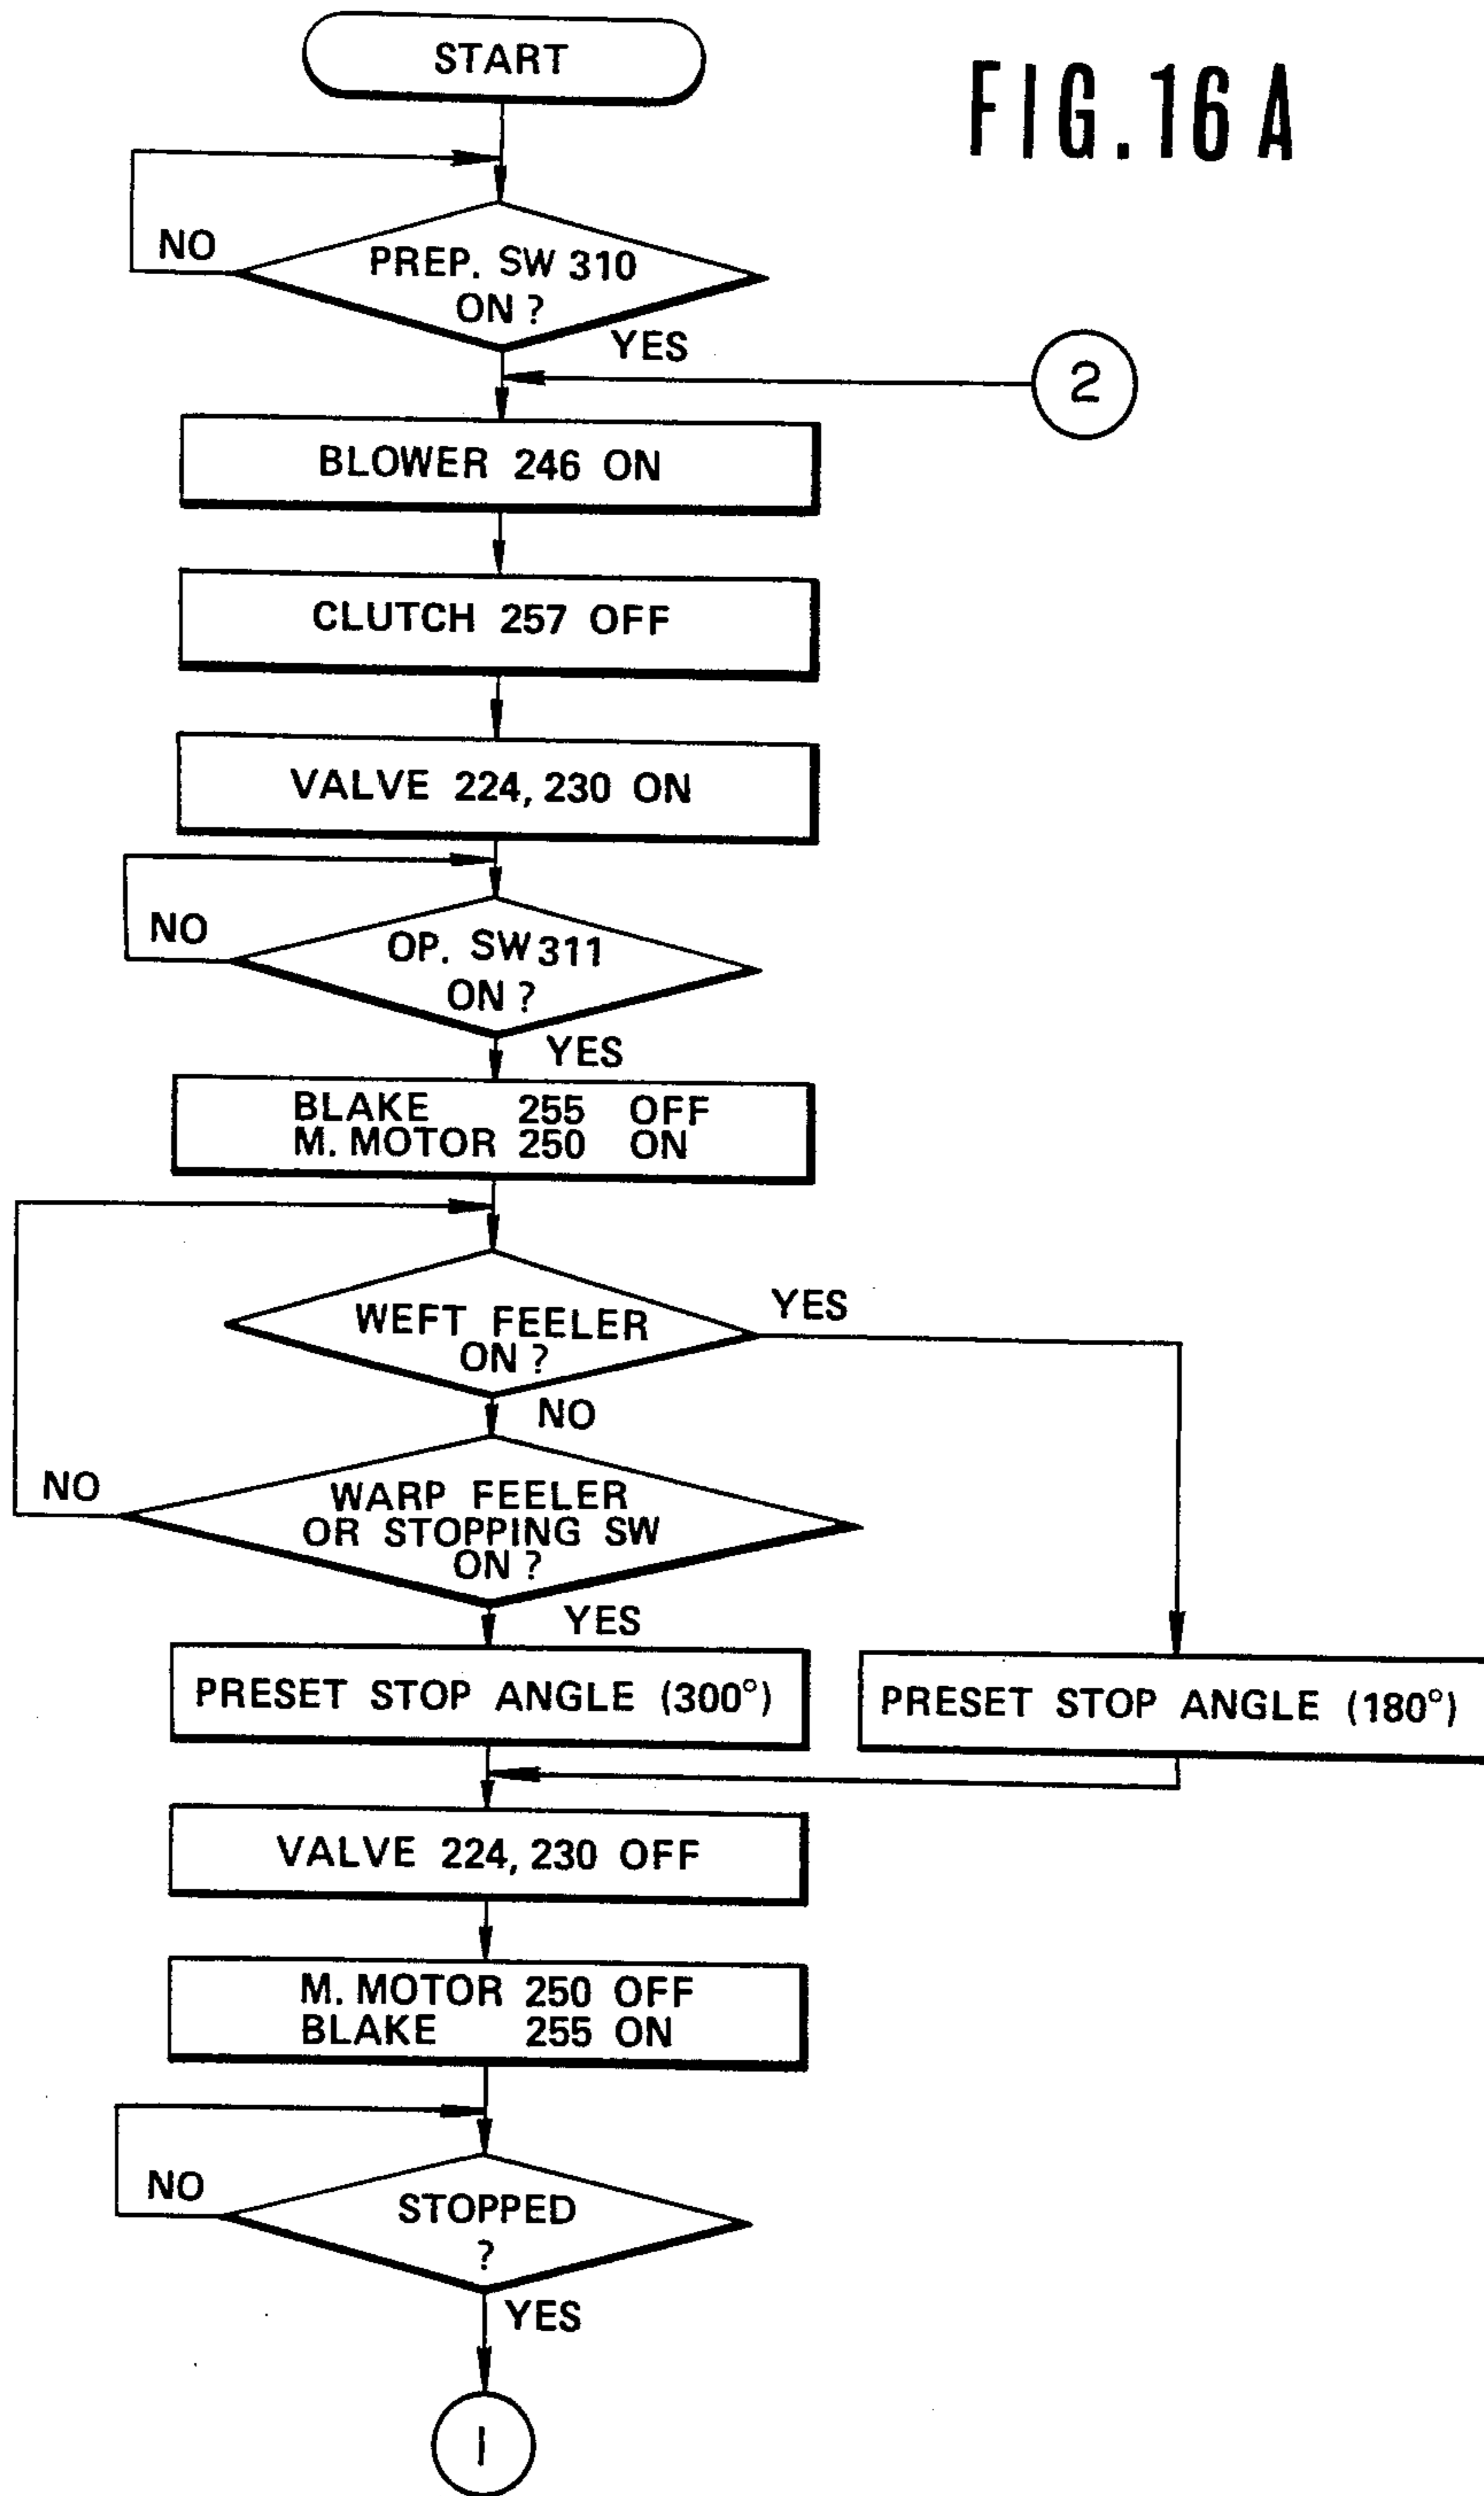 FIG.16 A
START
NO
PREP. SW 310
ON ?
YES
2
BLOWER 246 ON
CLUTCH 257 OFF
VALVE 224, 230 ON
NO
OP. SW 311
ON ?
YES
BLAKE 255 OFF
M. MOTOR 250 ON
WEFT FEELER
ON ?
YES
NO
NO
WARP FEELER
OR STOPPING SW
ON ?
YES
PRESET STOP ANGLE (300°)
PRESET STOP ANGLE (180°)
VALVE 224, 230 OFF
M. MOTOR 250 OFF
BLAKE 255 ON
NO
STOPPED
?
YES
1